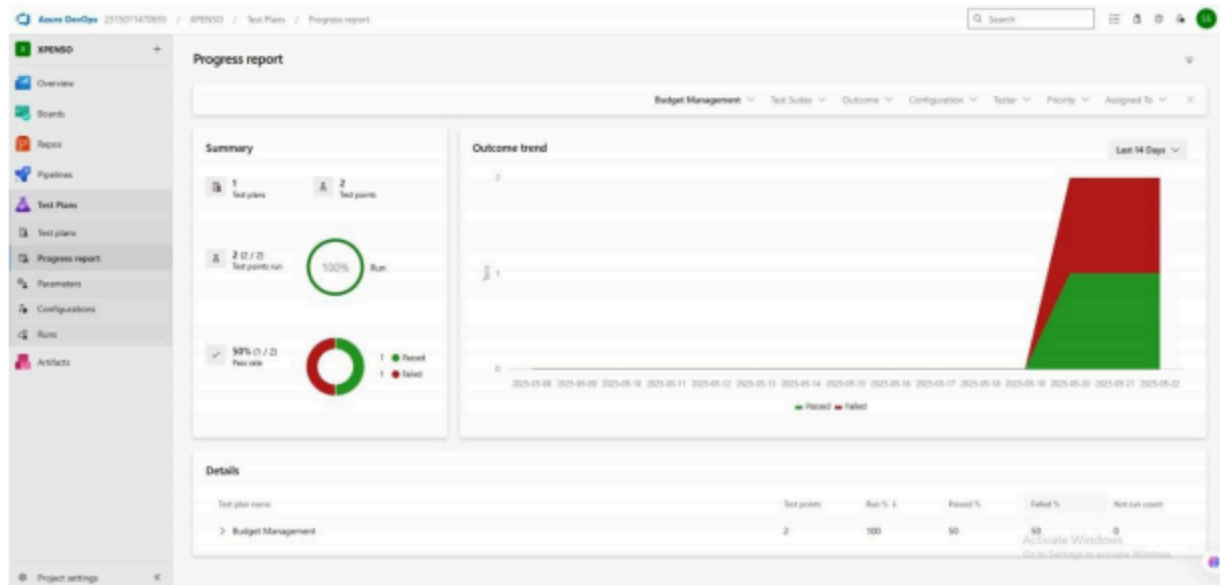 Azure DevOps 2315011470655 / XPENSO / Test Plans / Progress report
Search
SS
X XPENSO +
Overview
Boards
Repos
Pipelines
Test Plans
Test plans
Progress report
Parameters
Configurations
Runs
Artifacts
Project settings
Progress report
Budget Management Test Suites Outcome Configuration Tester Priority Assigned To
Summary
1
Test plans
2
Test points
2 (2 / 2)
Test points run
100%
Run
50% (1 / 2)
Pass rate
1 Passed
1 Failed
Outcome trend
Last 14 Days
2
1
0
2025-05-08 2025-05-09 2025-05-10 2025-05-11 2025-05-12 2025-05-13 2025-05-14 2025-05-15 2025-05-16 2025-05-17 2025-05-18 2025-05-19 2025-05-20 2025-05-21 2025-05-22
Passed Failed
Details
Test plan name Test points Run % ↓ Passed % Failed % Not run count
> Budget Management 2 100 50 50 0
Activate Windows
Go to Settings to activate Windows.